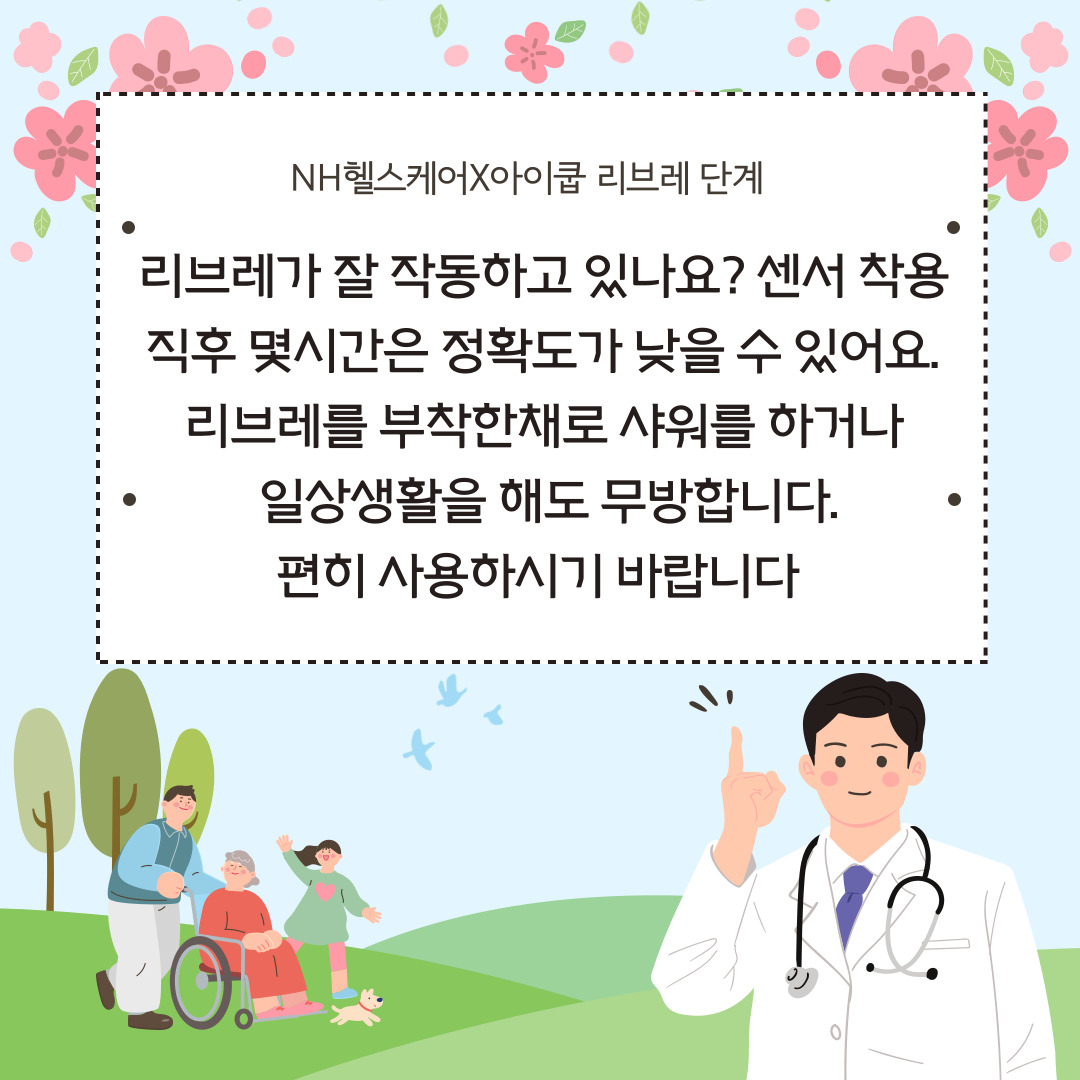 NH헬스케어X아이쿱 리브레 단계
리브레가 잘 작동하고 있나요? 센서 착용
직후 몇시간은 정확도가 낮을 수 있어요.
리브레를 부착한채로 샤워를 하거나
일상생활을 해도 무방합니다.
편히 사용하시기 바랍니다